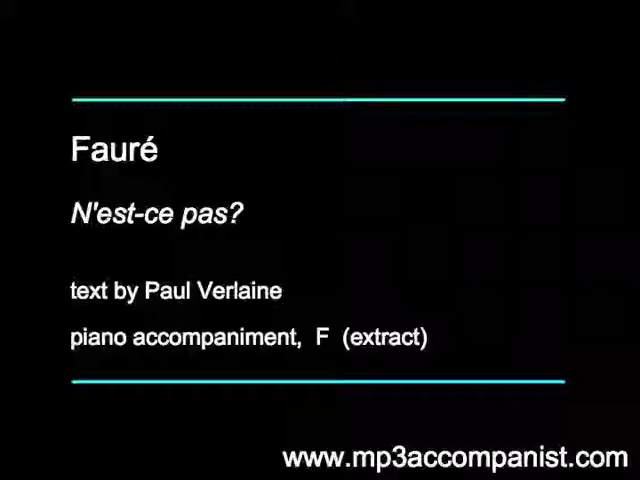 Fauré
N'est-ce pas?
text by Paul Verlaine
piano accompaniment, F (extract)
www.mp3accompanist.com